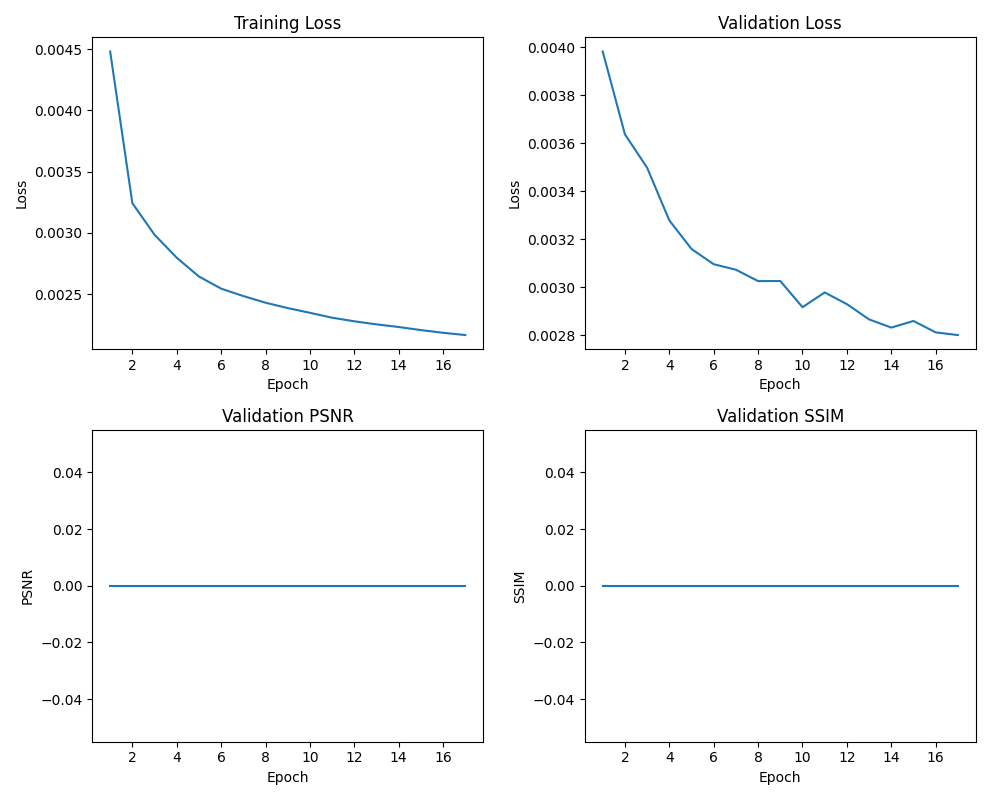 Training Loss
Loss
0.0045
0.0040
0.0035
0.0030
0.0025
2 4 6 8 10 12 14 16
Epoch
Validation Loss
Loss
0.0040
0.0038
0.0036
0.0034
0.0032
0.0030
0.0028
2 4 6 8 10 12 14 16
Epoch
Validation PSNR
PSNR
0.04
0.02
0.00
−0.02
−0.04
2 4 6 8 10 12 14 16
Epoch
Validation SSIM
SSIM
0.04
0.02
0.00
−0.02
−0.04
2 4 6 8 10 12 14 16
Epoch